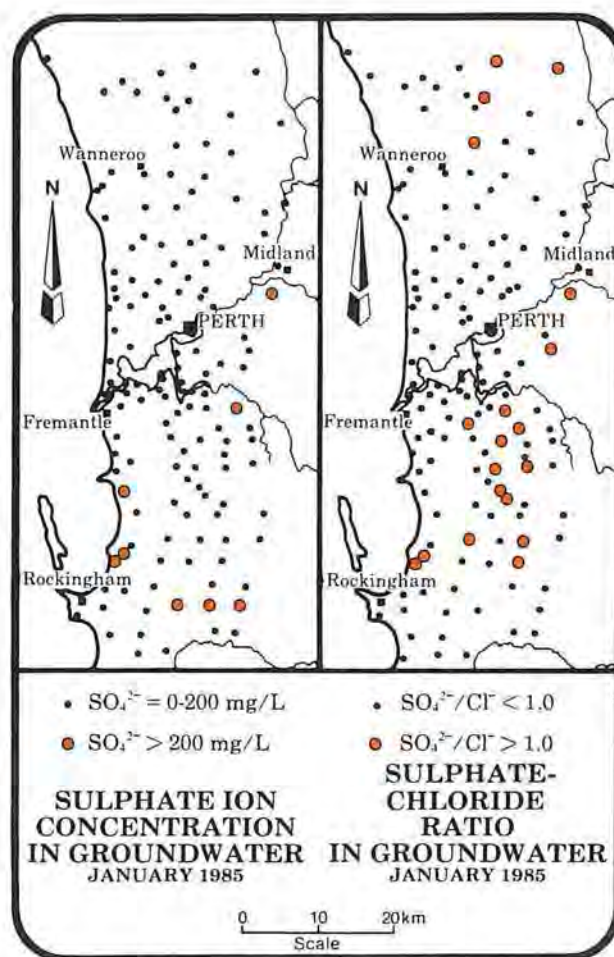 Wanneroo
N
Midland
PERTH
Fremantle
Rockingham
Wanneroo
N
Midland
PERTH
Fremantle
Rockingham
SO₄²⁻ = 0-200 mg/L
SO₄²⁻ > 200 mg/L
SULPHATE ION
CONCENTRATION
IN GROUNDWATER
JANUARY 1985
SO₄²⁻/Cl⁻ < 1.0
SO₄²⁻/Cl⁻ > 1.0
SULPHATE-
CHLORIDE
RATIO
IN GROUNDWATER
JANUARY 1985
0 10 20km
Scale